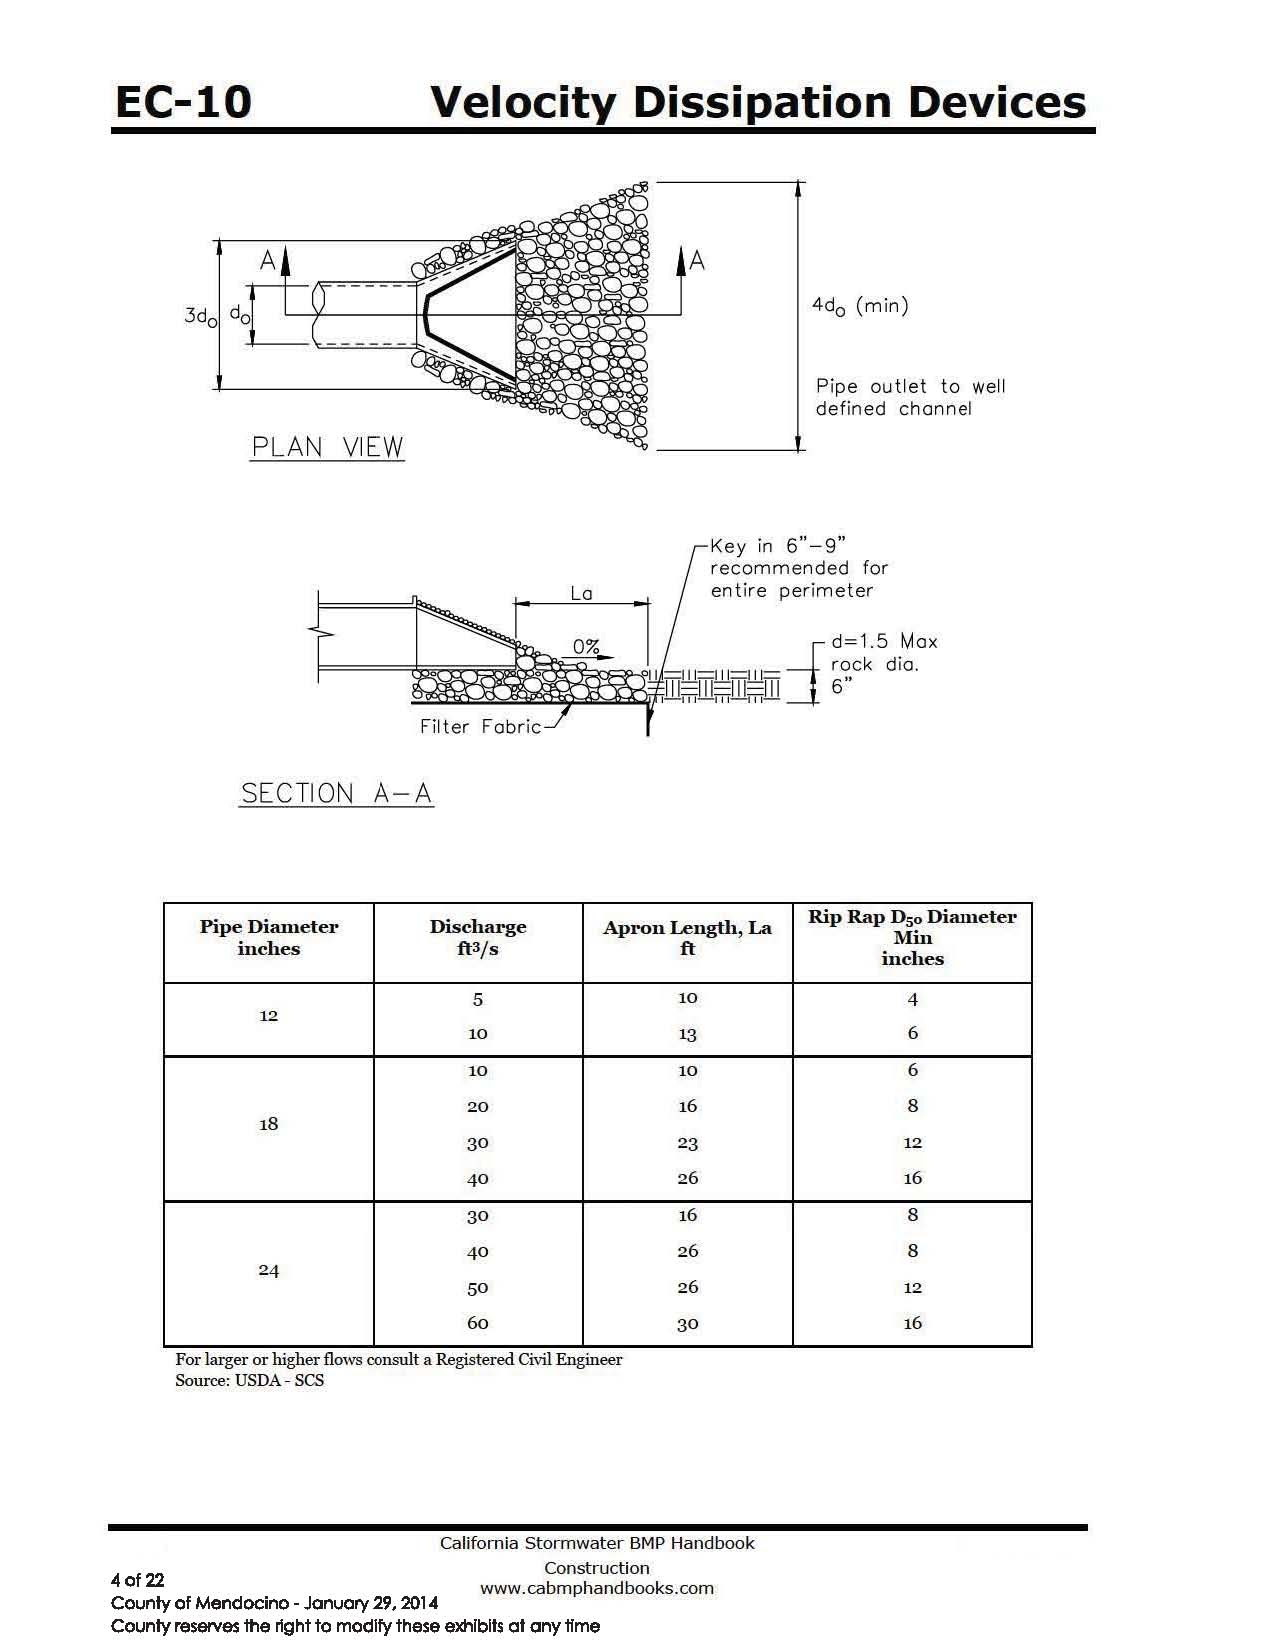 EC-10 Velocity Dissipation Devices
A
A
3do
do
4do (min)
Pipe outlet to well
defined channel
PLAN VIEW
Key in 6”–9”
recommended for
entire perimeter
La
0%
d=1.5 Max
rock dia.
6”
Filter Fabric
SECTION A–A
Pipe Diameter inches | Discharge ft³/s | Apron Length, La ft | Rip Rap D50 Diameter Min inches
12 | 5 | 10 | 4
10 | 13 | 6
18 | 10 | 10 | 6
20 | 16 | 8
30 | 23 | 12
40 | 26 | 16
24 | 30 | 16 | 8
40 | 26 | 8
50 | 26 | 12
60 | 30 | 16
For larger or higher flows consult a Registered Civil Engineer
Source: USDA - SCS
California Stormwater BMP Handbook
Construction
www.cabmphandbooks.com
4 of 22
County of Mendocino - January 29, 2014
County reserves the right to modify these exhibits at any time